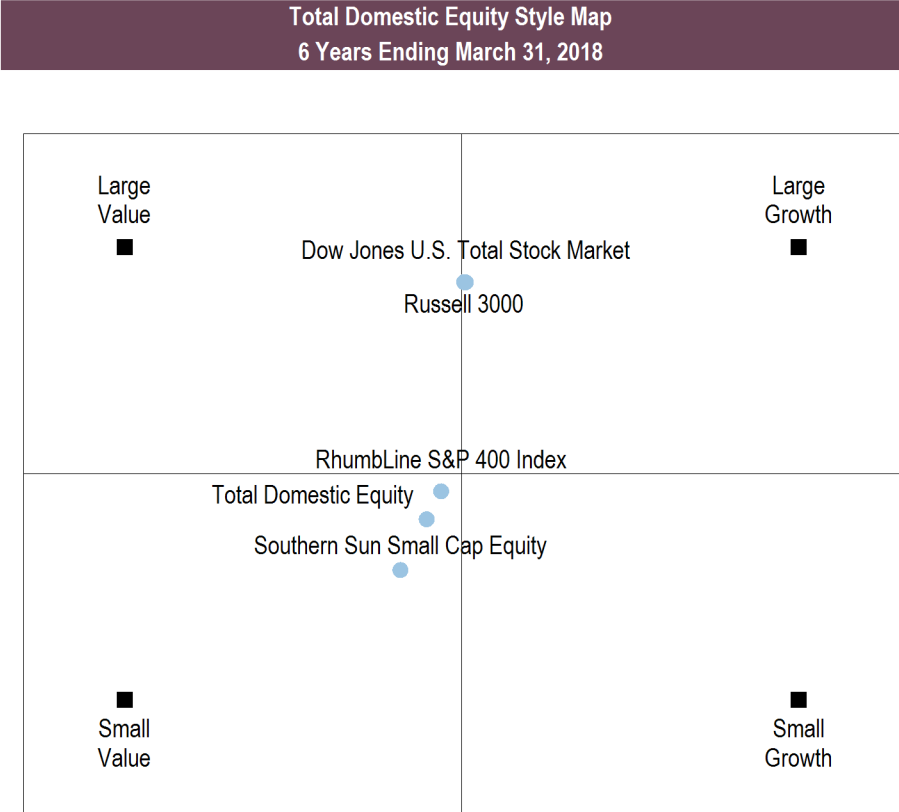 Total Domestic Equity Style Map
6 Years Ending March 31, 2018
Large
Value
Large
Growth
Dow Jones U.S. Total Stock Market
Russell 3000
RhumbLine S&P 400 Index
Total Domestic Equity
Southern Sun Small Cap Equity
Small
Value
Small
Growth